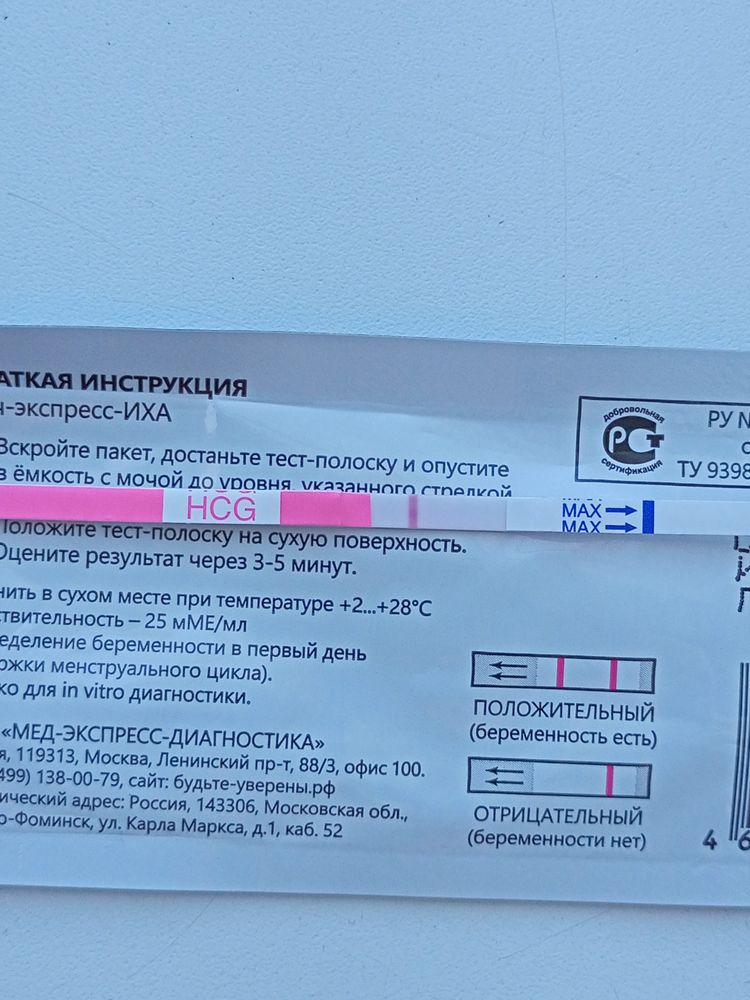 АТКАЯ ИНСТРУКЦИЯ
ч-экспресс-ИХА
Вскройте пакет, достаньте тест-полоску и опустите
в ёмкость с мочой до уровня, указанного стрелкой
HCG
MAX
MAX
Положите тест-полоску на сухую поверхность.
Оцените результат через 3-5 минут.
нить в сухом месте при температуре +2...+28°C
твительность – 25 мМЕ/мл
еделение беременности в первый день
ржки менструального цикла).
ко для in vitro диагностики.
«МЕД-ЭКСПРЕСС-ДИАГНОСТИКА»
я, 119313, Москва, Ленинский пр-т, 88/3, офис 100.
499) 138-00-79, сайт: будьте-уверены.рф
ический адрес: Россия, 143306, Московская обл.,
о-Фоминск, ул. Карла Маркса, д.1, каб. 52
добровольная
РСТ
сертификация
РУ N
с
ТУ 9398
ПОЛОЖИТЕЛЬНЫЙ
(беременность есть)
ОТРИЦАТЕЛЬНЫЙ
(беременности нет)
4 6